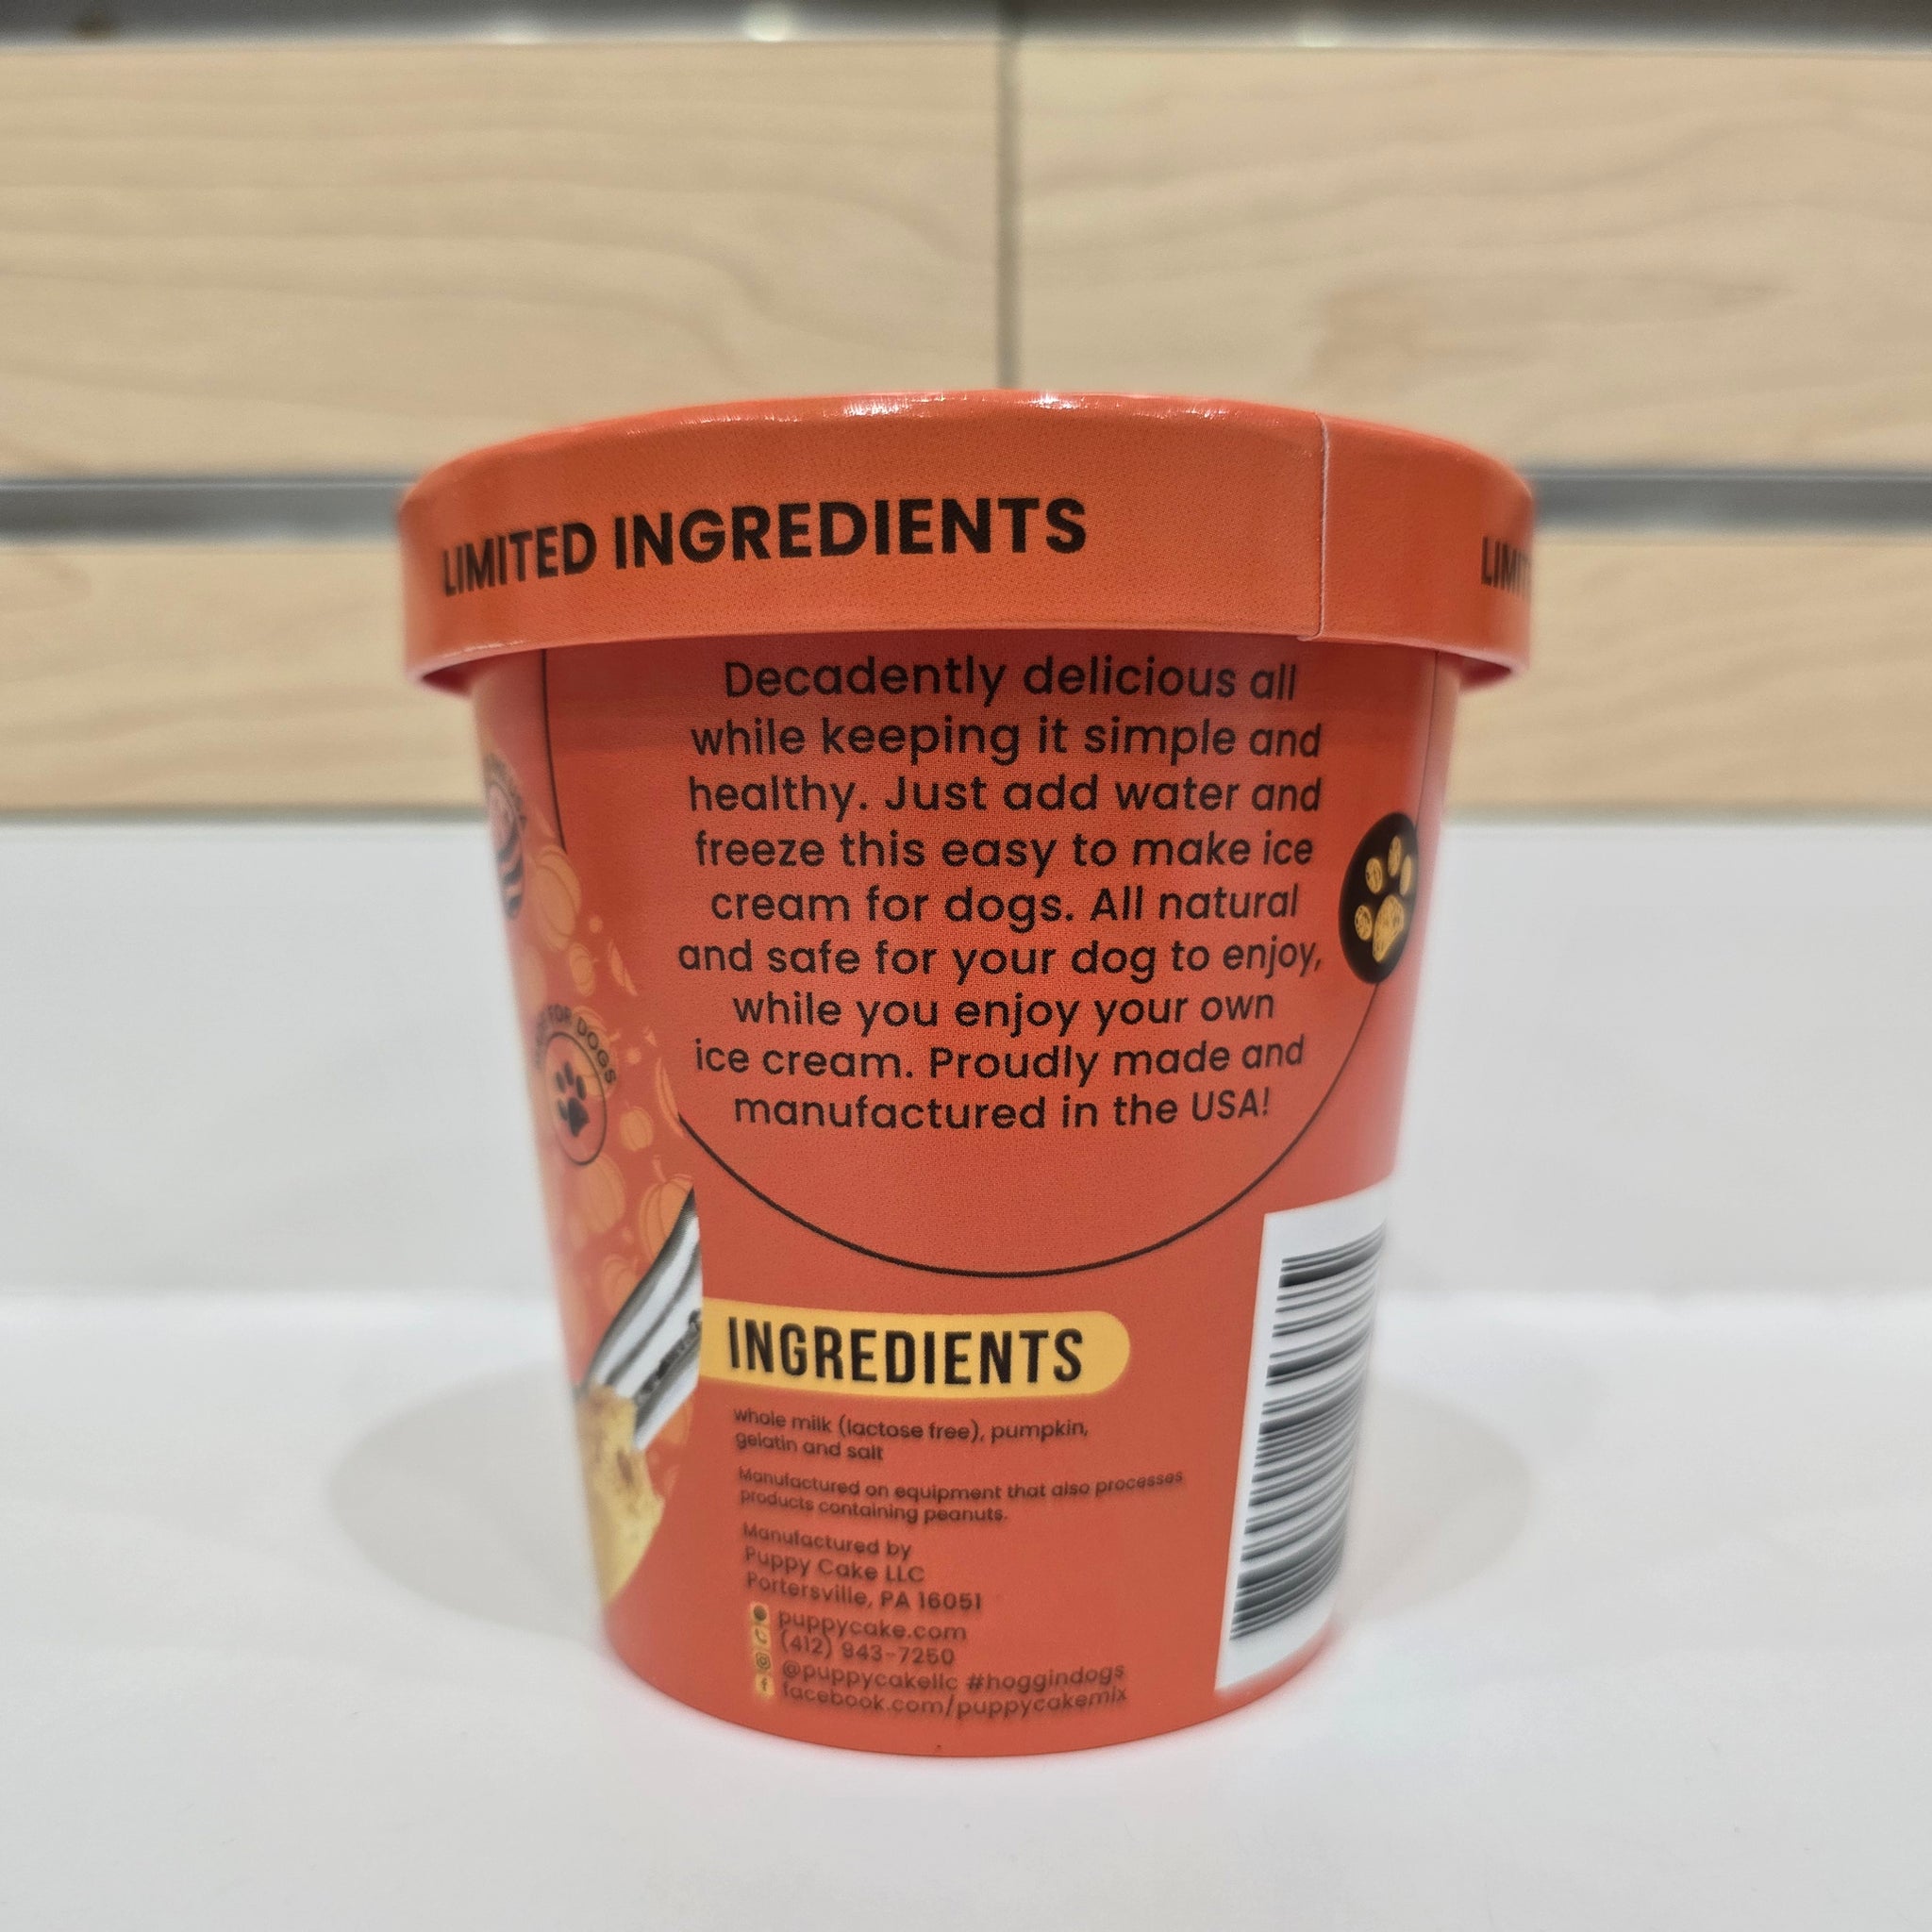 LIMITED INGREDIENTS
Decadently delicious all
while keeping it simple and
healthy. Just add water and
freeze this easy to make ice
cream for dogs. All natural
and safe for your dog to enjoy,
while you enjoy your own
ice cream. Proudly made and
manufactured in the USA!
FOR DOGS
INGREDIENTS
whole milk (lactose free), pumpkin,
gelatin and salt
Manufactured on equipment that also processes
products containing peanuts.
Manufactured by
Puppy Cake LLC
Portersville, PA 16051
puppycake.com
(412) 943-7250
@puppycakellc #hoggindogs
facebook.com/puppycakemix